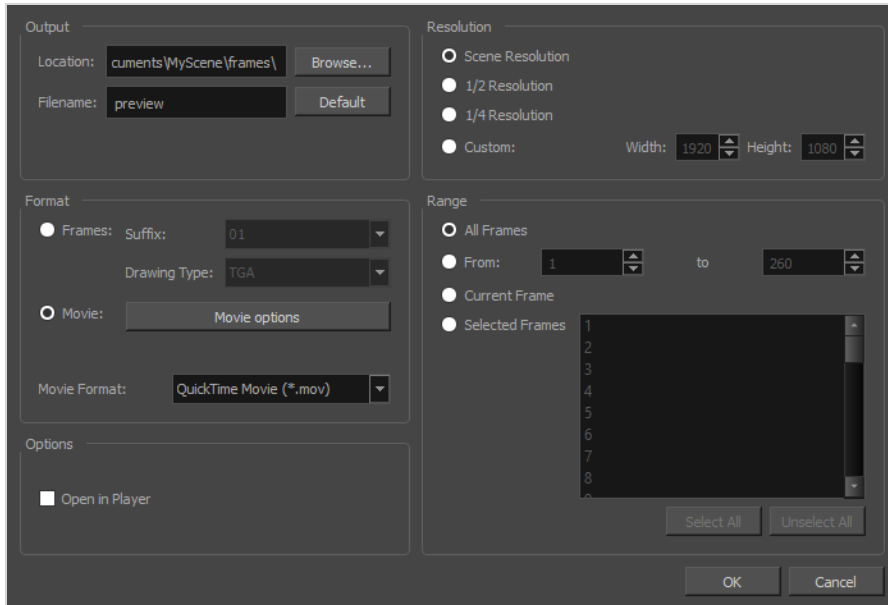 Output
Location: cuments\MyScene\frames\ Browse...
Filename: preview Default
Format
Frames: Suffix: 01
Drawing Type: TGA
Movie: Movie options
Movie Format: QuickTime Movie (*.mov)
Options
Open in Player
Resolution
Scene Resolution
1/2 Resolution
1/4 Resolution
Custom: Width: 1920 Height: 1080
Range
All Frames
From: 1 to 260
Current Frame
Selected Frames 1
2
3
4
5
6
7
8
Select All Unselect All
OK Cancel